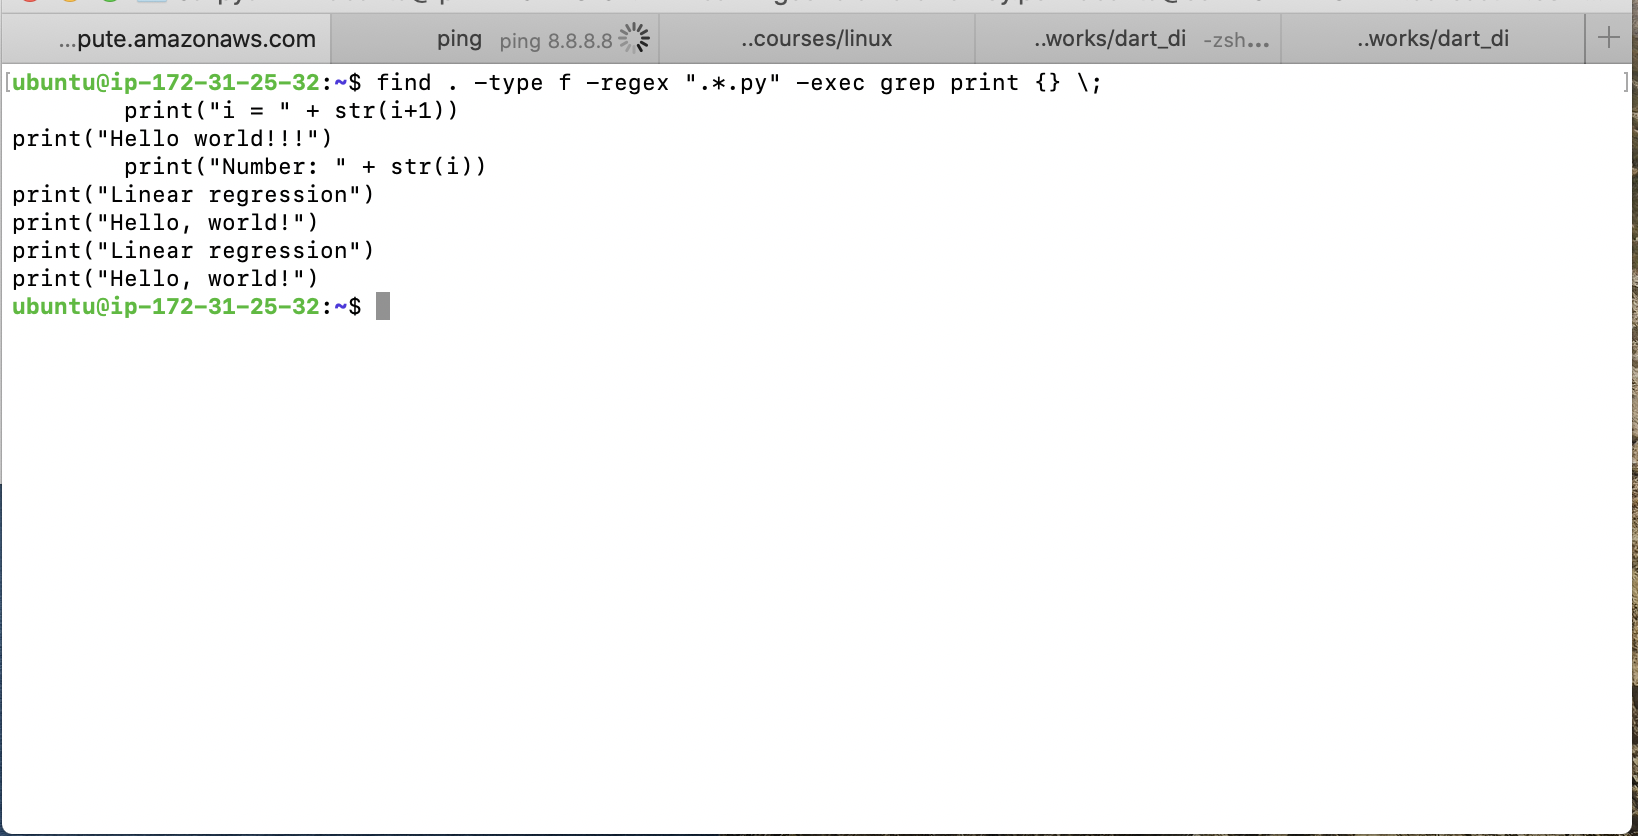 ...pute.amazonaws.com ping ping 8.8.8.8 ..courses/linux ..works/dart_di -zsh... ..works/dart_di +
[ubuntu@ip-172-31-25-32:~$ find . -type f -regex ".*.py" -exec grep print {} \; ]
        print("i = " + str(i+1))
print("Hello world!!!")
        print("Number: " + str(i))
print("Linear regression")
print("Hello, world!")
print("Linear regression")
print("Hello, world!")
ubuntu@ip-172-31-25-32:~$